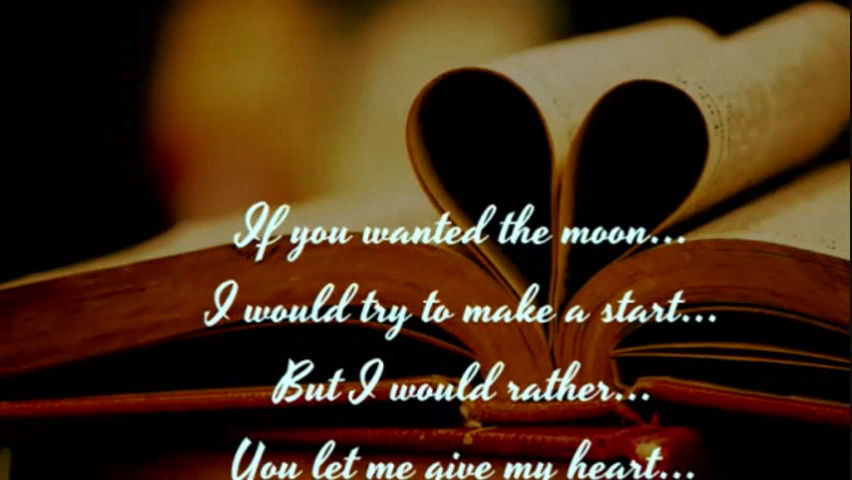 If you wanted the moon...
I would try to make a start...
But I would rather...
You let me give my heart...